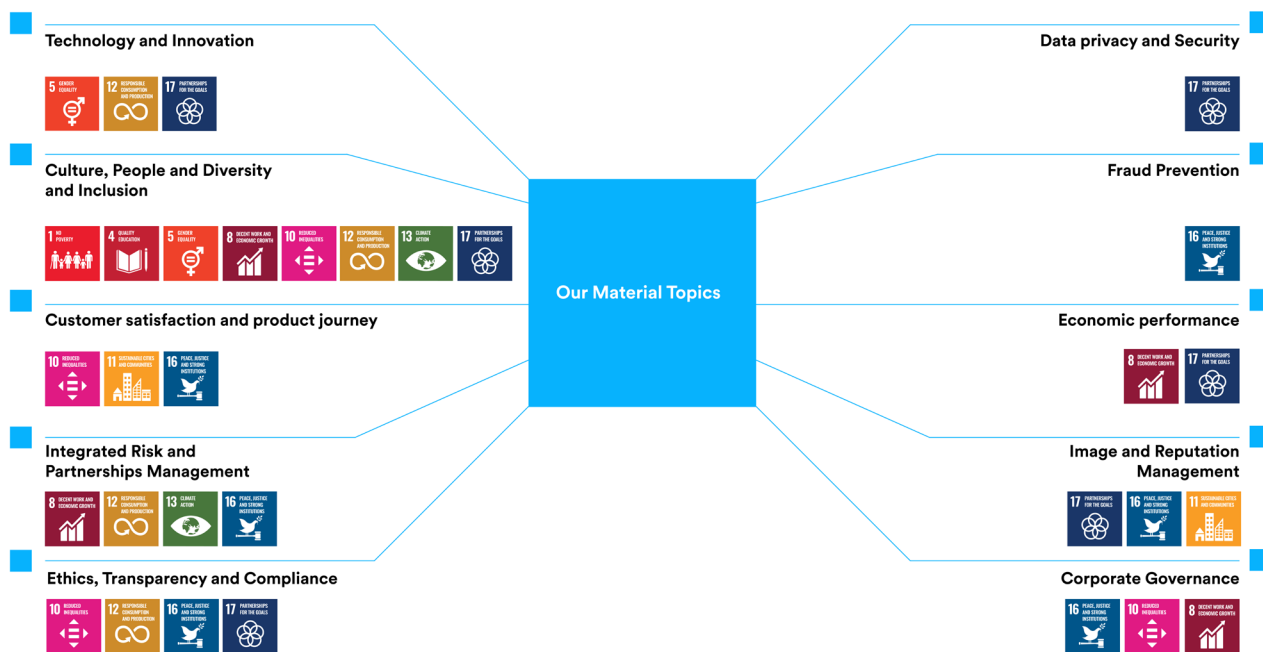 Technology and Innovation
5 GENDER
EQUALITY
12 RESPONSIBLE
CONSUMPTION
AND PRODUCTION
17 PARTNERSHIPS
FOR THE GOALS
Culture, People and Diversity
and Inclusion
1 NO
POVERTY
4 QUALITY
EDUCATION
5 GENDER
EQUALITY
8 DECENT WORK AND
ECONOMIC GROWTH
10 REDUCED
INEQUALITIES
12 RESPONSIBLE
CONSUMPTION
AND PRODUCTION
13 CLIMATE
ACTION
17 PARTNERSHIPS
FOR THE GOALS
Customer satisfaction and product journey
10 REDUCED
INEQUALITIES
11 SUSTAINABLE CITIES
AND COMMUNITIES
16 PEACE, JUSTICE
AND STRONG
INSTITUTIONS
Integrated Risk and
Partnerships Management
8 DECENT WORK AND
ECONOMIC GROWTH
12 RESPONSIBLE
CONSUMPTION
AND PRODUCTION
13 CLIMATE
ACTION
16 PEACE, JUSTICE
AND STRONG
INSTITUTIONS
Ethics, Transparency and Compliance
10 REDUCED
INEQUALITIES
12 RESPONSIBLE
CONSUMPTION
AND PRODUCTION
16 PEACE, JUSTICE
AND STRONG
INSTITUTIONS
17 PARTNERSHIPS
FOR THE GOALS
Our Material Topics
Data privacy and Security
17 PARTNERSHIPS
FOR THE GOALS
Fraud Prevention
16 PEACE, JUSTICE
AND STRONG
INSTITUTIONS
Economic performance
8 DECENT WORK AND
ECONOMIC GROWTH
17 PARTNERSHIPS
FOR THE GOALS
Image and Reputation
Management
17 PARTNERSHIPS
FOR THE GOALS
16 PEACE, JUSTICE
AND STRONG
INSTITUTIONS
11 SUSTAINABLE CITIES
AND COMMUNITIES
Corporate Governance
16 PEACE, JUSTICE
AND STRONG
INSTITUTIONS
10 REDUCED
INEQUALITIES
8 DECENT WORK AND
ECONOMIC GROWTH